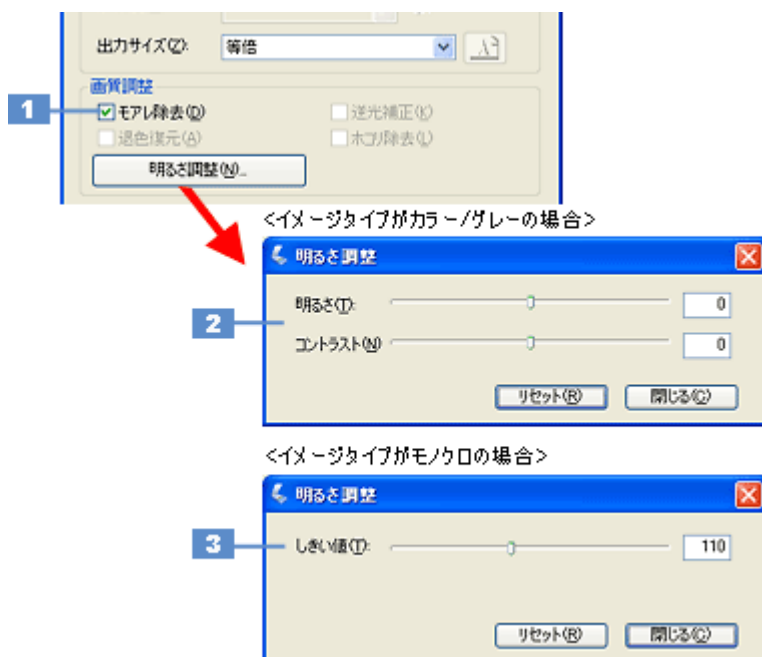 出力サイズ(Z): 等倍
画質調整
1 モアレ除去(D) 逆光補正(K)
退色復元(A) ホコリ除去(L)
明るさ調整(N)...
<イメージタイプがカラー/グレーの場合>
明るさ調整
明るさ(T): 0
2
コントラスト(N) 0
リセット(R) 閉じる(C)
<イメージタイプがモノクロの場合>
明るさ調整
3 しきい値(T): 110
リセット(R) 閉じる(C)